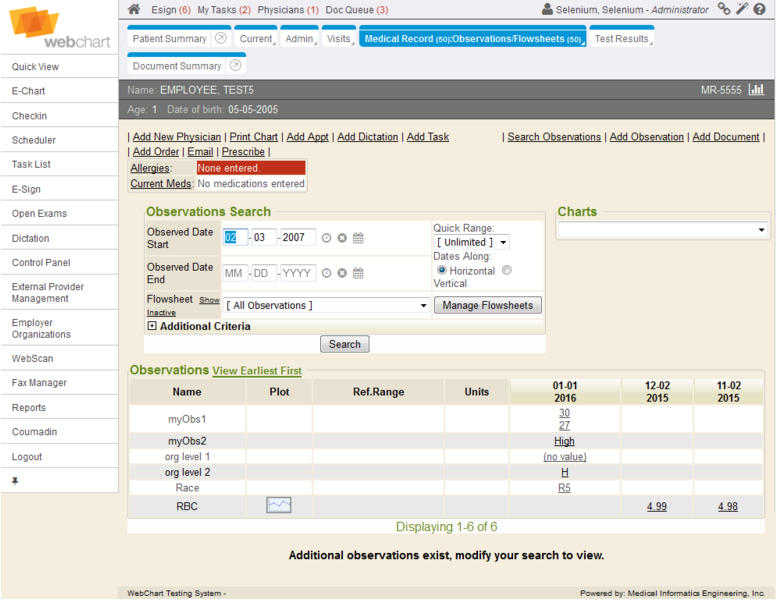 webchart
Quick View
E-Chart
Checkin
Scheduler
Task List
E-Sign
Open Exams
Dictation
Control Panel
External Provider
Management
Employer
Organizations
WebScan
Fax Manager
Reports
Coumadin
Logout
Esign (6) My Tasks (2) Physicians (1) Doc Queue (3)
Selenium, Selenium - Administrator
Patient Summary Current Admin Visits Medical Record (50):Observations/Flowsheets (50) Test Results
Document Summary
Name: EMPLOYEE, TEST5 MR-5555
Age: 1 Date of birth: 05-05-2005
| Add New Physician | Print Chart | Add Appt | Add Dictation | Add Task | Search Observations | Add Observation | Add Document |
| Add Order | Email | Prescribe |
Allergies: None entered.
Current Meds: No medications entered
Observations Search
Observed Date
Start
02 - 03 - 2007
Quick Range:
[ Unlimited ]
Dates Along:
Horizontal
Vertical
Observed Date
End
MM - DD - YYYY
Flowsheet Show
Inactive
[ All Observations ]
Manage Flowsheets
+ Additional Criteria
Search
Charts
Observations View Earliest First
Name Plot Ref.Range Units 01-01 12-02 11-02
2016 2015 2015
myObs1 30
27
myObs2 High
org level 1 (no value)
org level 2 H
Race R5
RBC 4.99 4.98
Displaying 1-6 of 6
Additional observations exist, modify your search to view.
WebChart Testing System - Powered by: Medical Informatics Engineering, Inc.